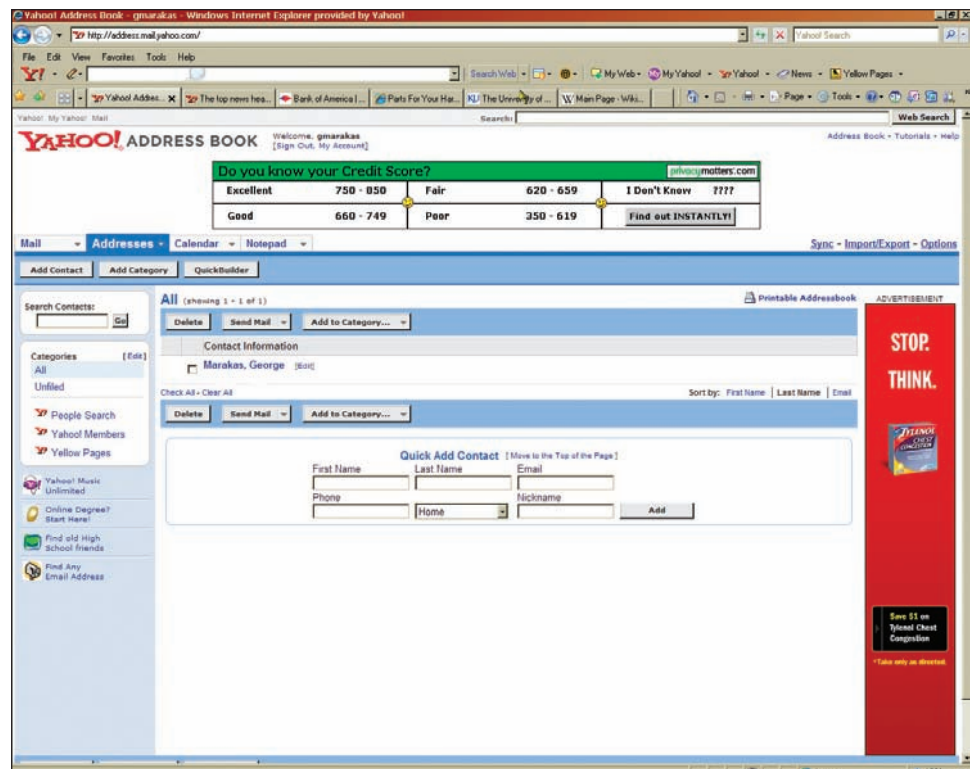 Yahoo! Address Book - gmarakas - Windows Internet Explorer provided by Yahoo!
http://address.mail.yahoo.com/ Yahoo! Search
File Edit View Favorites Tools Help
Y! Search Web My Web My Yahoo! Yahoo! News Yellow Pages
Yahoo! Addres... x The top news hea... Bank of America | ... Parts For Your Har... KU The University of ... W Main Page - Wiki... Page Tools
Yahoo! My Yahoo! Mail Search: Web Search
YAHOO! ADDRESS BOOK Welcome, gmarakas
[Sign Out, My Account]
Address Book - Tutorials - Help
Do you know your Credit Score? privacymatters.com
Excellent 750 - 850 Fair 620 - 659 I Don't Know ????
Good 660 - 749 Poor 350 - 619 Find out INSTANTLY!
Mail Addresses Calendar Notepad Sync - Import/Export - Options
Add Contact Add Category QuickBuilder
Search Contacts:
Go
Categories [Edit]
All
Unfiled
People Search
Yahoo! Members
Yellow Pages
Yahoo! Music
Unlimited
Online Degree?
Start Here!
Find old High
School friends
Find Any
Email Address
All (showing 1 - 1 of 1) Printable Addressbook
Delete Send Mail Add to Category...
Contact Information
Marakas, George [Edit]
Check All - Clear All Sort by: First Name | Last Name | Email
Delete Send Mail Add to Category...
Quick Add Contact [Move to the Top of the Page]
First Name Last Name Email
Phone Nickname
Home Add
ADVERTISEMENT
STOP.
THINK.
TYLENOL
CHEST
CONGESTION
Save $1 on
Tylenol Chest
Congestion
*Take only as directed.